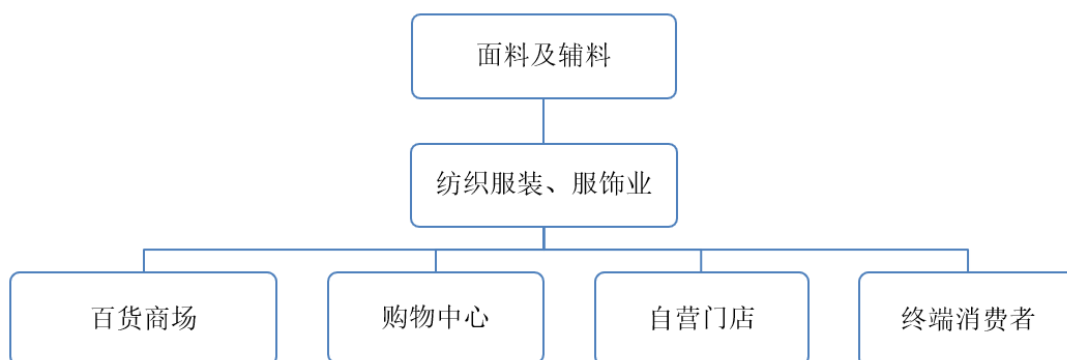 面料及辅料
纺织服装、服饰业
百货商场
购物中心
自营门店
终端消费者